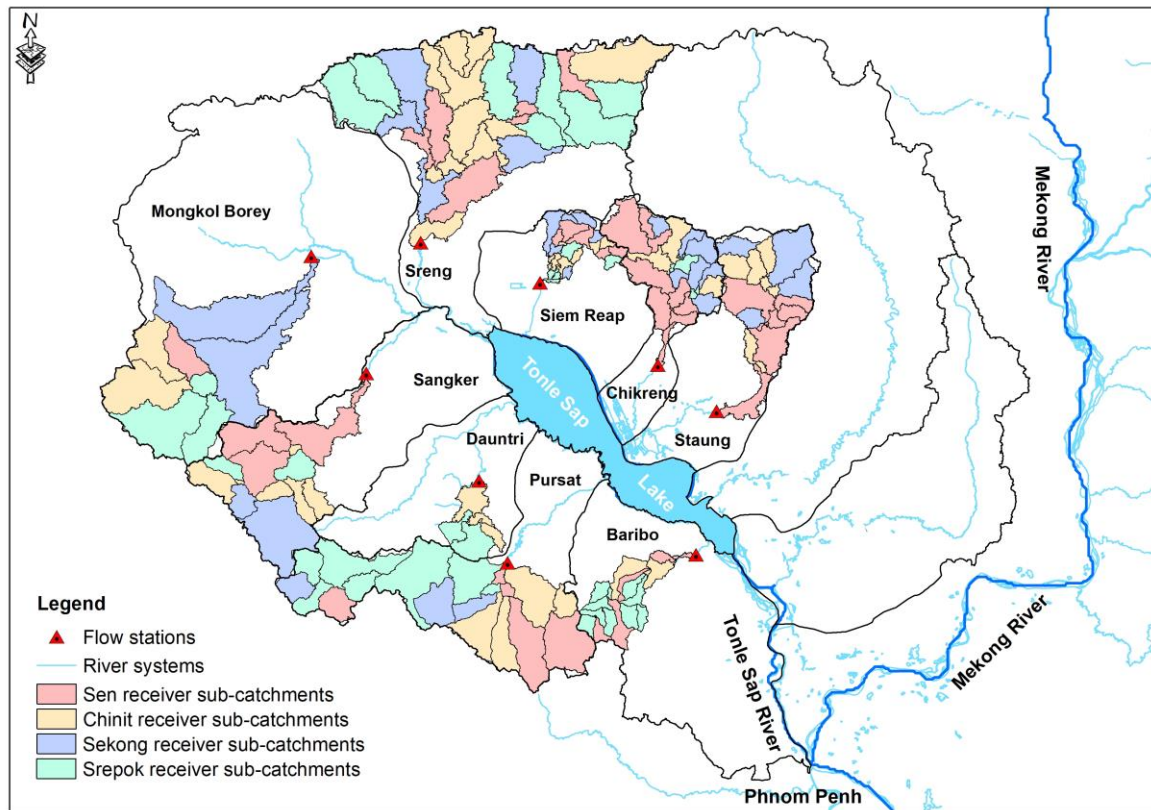 N
Mongkol Borey
Sreng
Siem Reap
Sangker
Tonle Sap
Lake
Chikreng
Staung
Dauntri
Pursat
Baribo
Mekong River
Mekong River
Tonle Sap River
Phnom Penh
Legend
Flow stations
River systems
Sen receiver sub-catchments
Chinit receiver sub-catchments
Sekong receiver sub-catchments
Srepok receiver sub-catchments